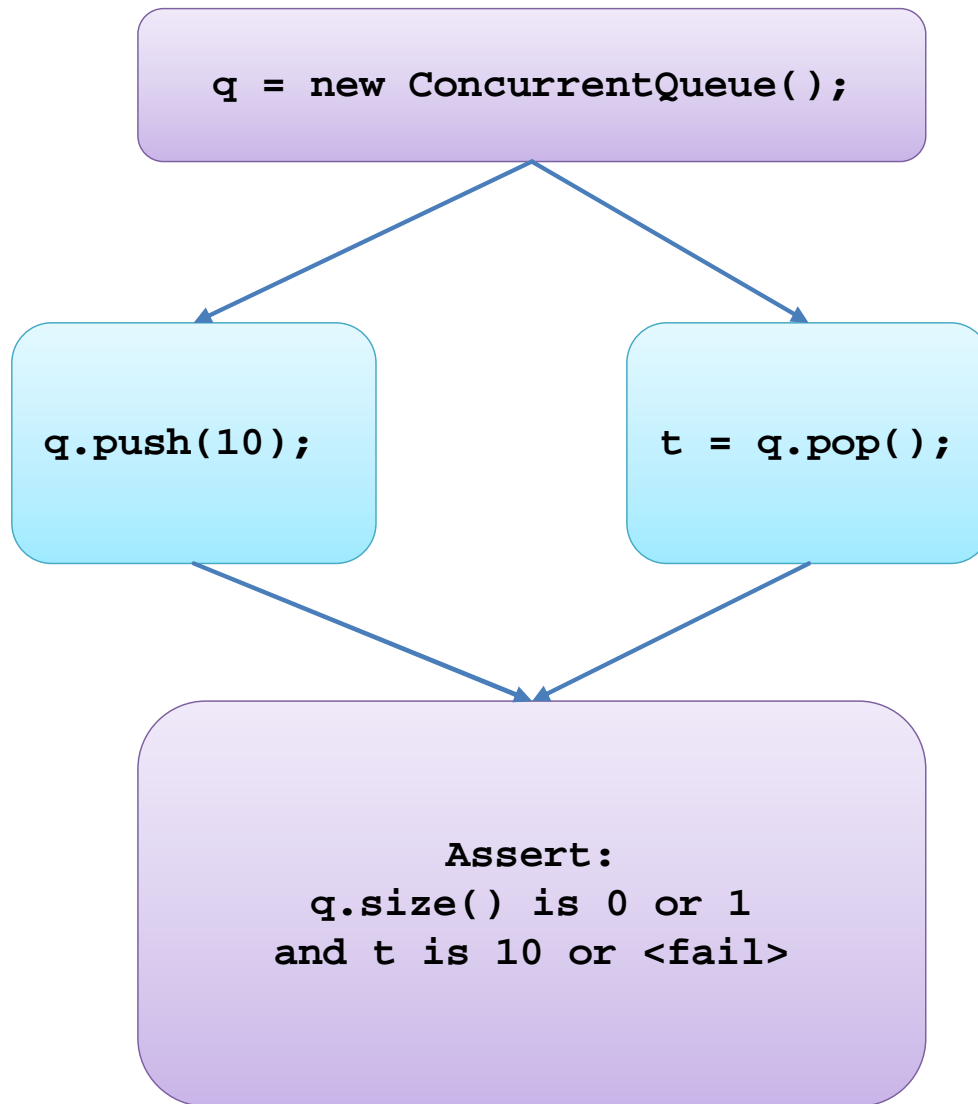 q = new ConcurrentQueue();
q.push(10);
t = q.pop();
Assert:
q.size() is 0 or 1
and t is 10 or <fail>